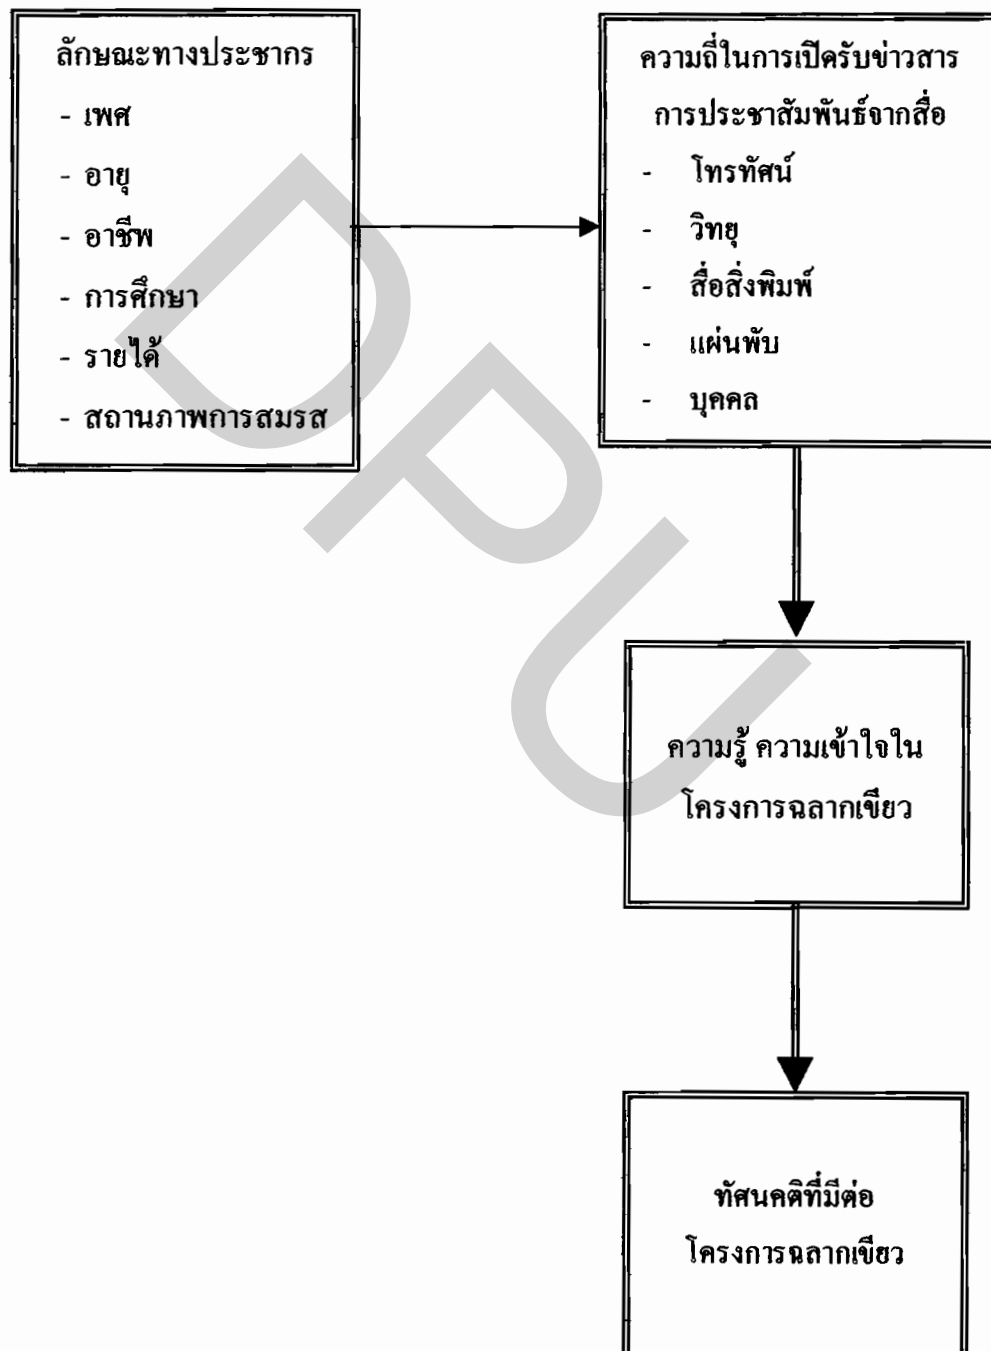 ลักษณะทางประชากร
- เพศ
- อายุ
- อาชีพ
- การศึกษา
- รายได้
- สถานภาพการสมรส
ความถี่ในการเปิดรับข่าวสาร
การประชาสัมพันธ์จากสื่อ
- โทรทัศน์
- วิทยุ
- สื่อสิ่งพิมพ์
- แผ่นพับ
- บุคคล
ความรู้ ความเข้าใจใน
โครงการฉลากเขียว
ทัศนคติที่มีต่อ
โครงการฉลากเขียว
DPU